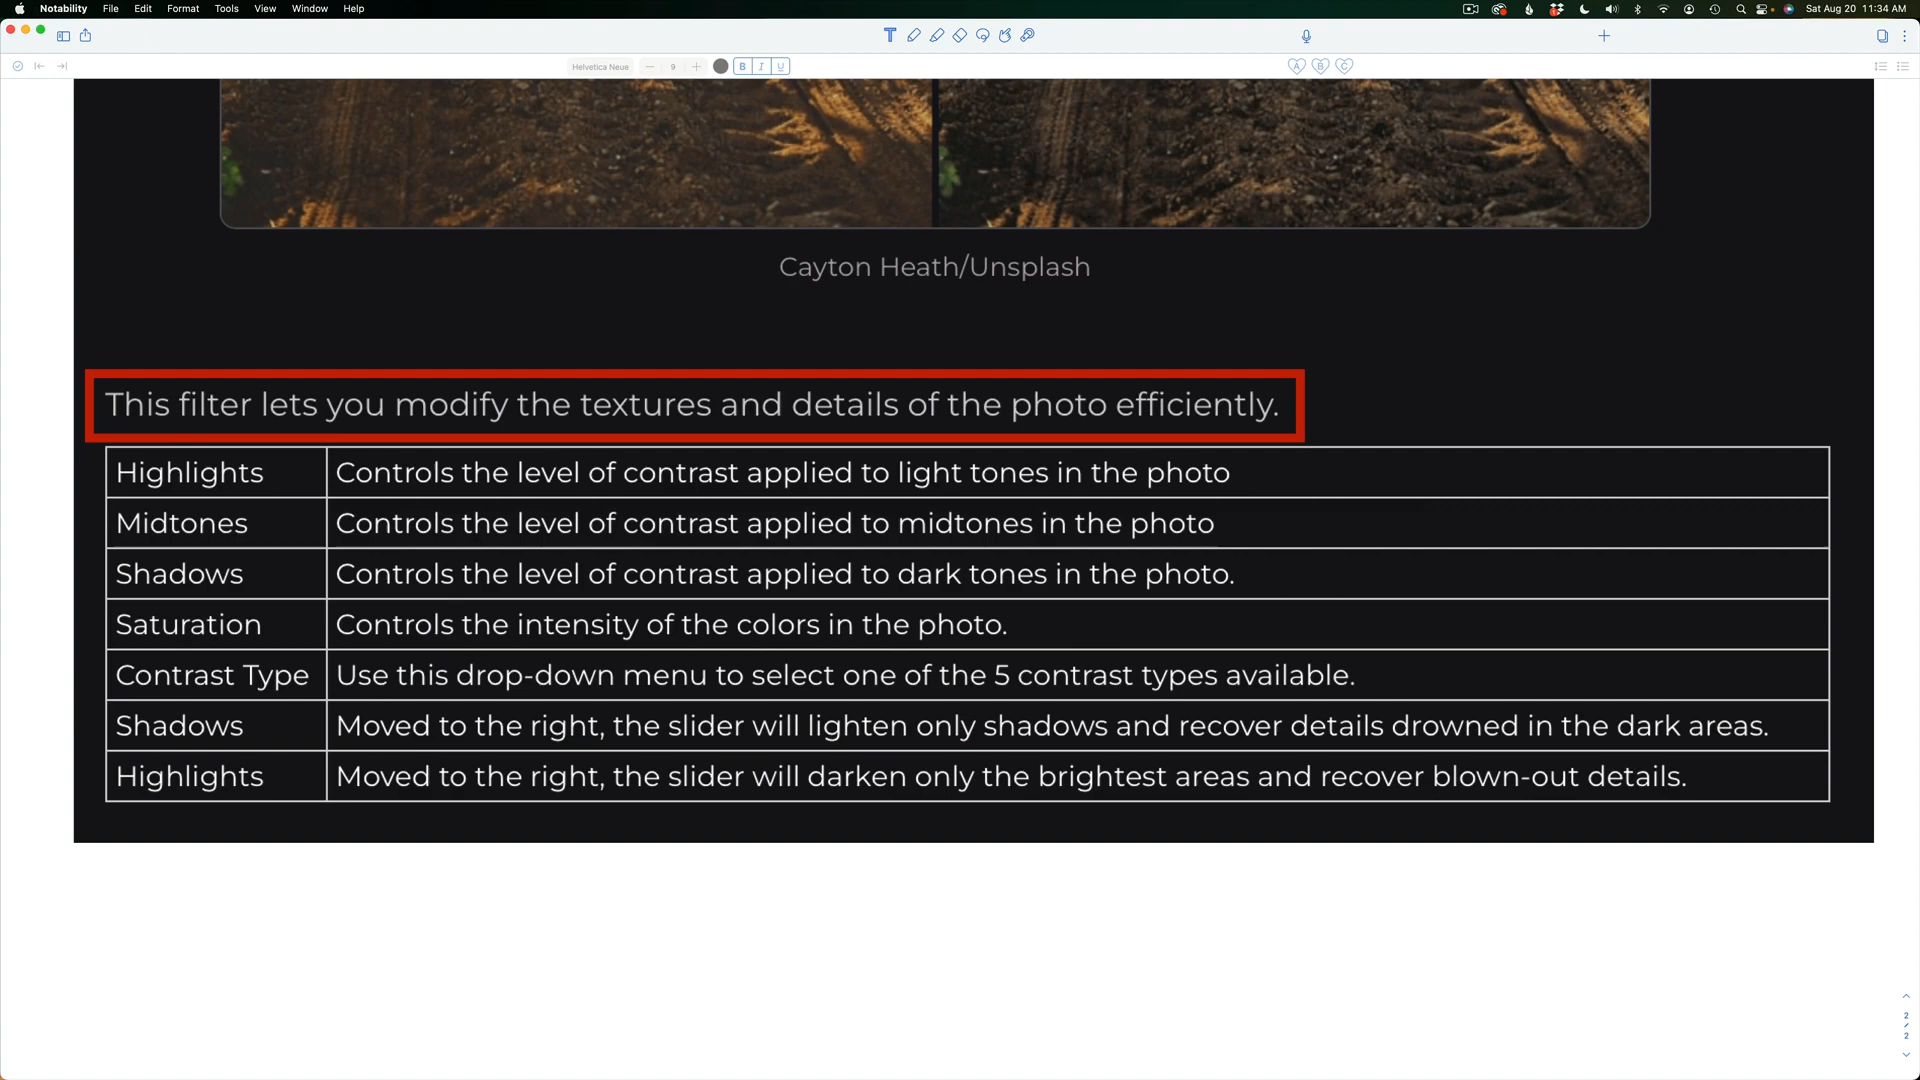 Notability File Edit Format Tools View Window Help Sat Aug 20 11:34 AM
T
Helvetica Neue — 9 + B I U A B C
Cayton Heath/Unsplash
This filter lets you modify the textures and details of the photo efficiently.
Highlights Controls the level of contrast applied to light tones in the photo
Midtones Controls the level of contrast applied to midtones in the photo
Shadows Controls the level of contrast applied to dark tones in the photo.
Saturation Controls the intensity of the colors in the photo.
Contrast Type Use this drop-down menu to select one of the 5 contrast types available.
Shadows Moved to the right, the slider will lighten only shadows and recover details drowned in the dark areas.
Highlights Moved to the right, the slider will darken only the brightest areas and recover blown-out details.
2
/
2